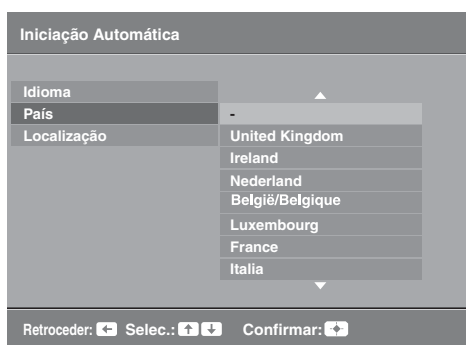 Iniciação Automática
Idioma
País
-
Localização
United Kingdom
Ireland
Nederland
België/Belgique
Luxembourg
France
Italia
Retroceder: Selec.: Confirmar: